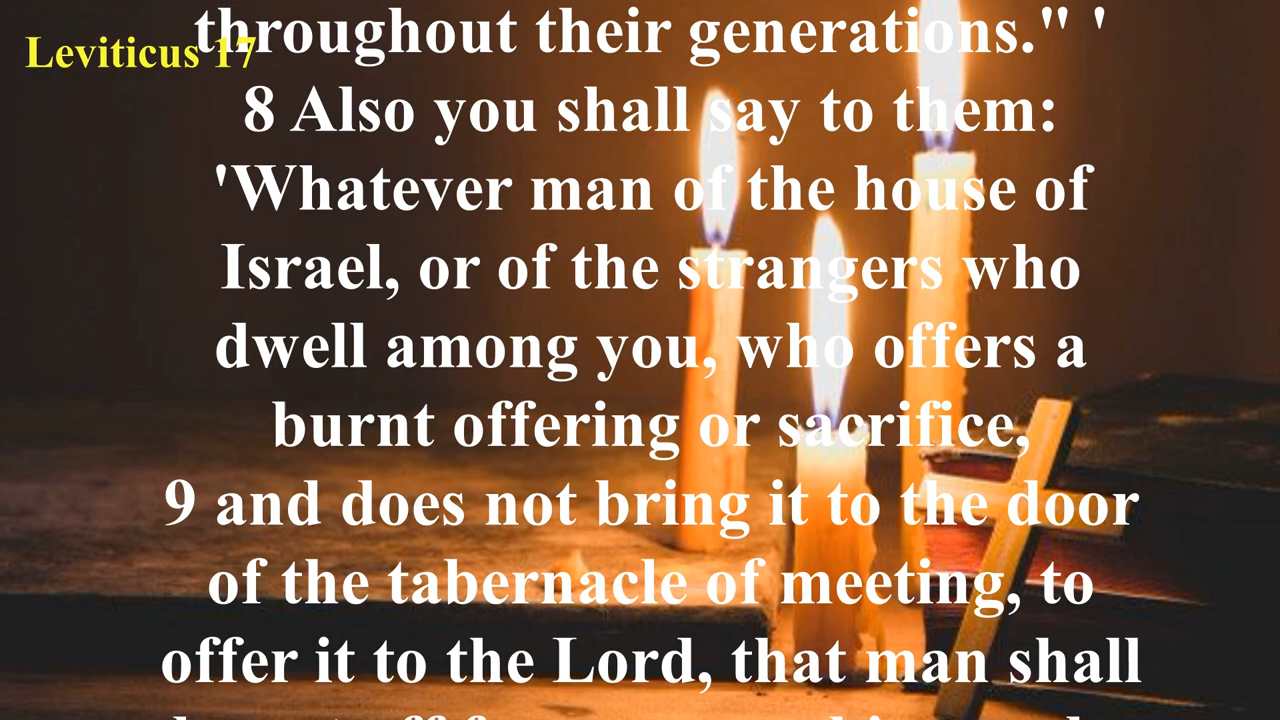 Leviticus 17
throughout their generations." '
8 Also you shall say to them:
'Whatever man of the house of
Israel, or of the strangers who
dwell among you, who offers a
burnt offering or sacrifice,
9 and does not bring it to the door
of the tabernacle of meeting, to
offer it to the Lord, that man shall